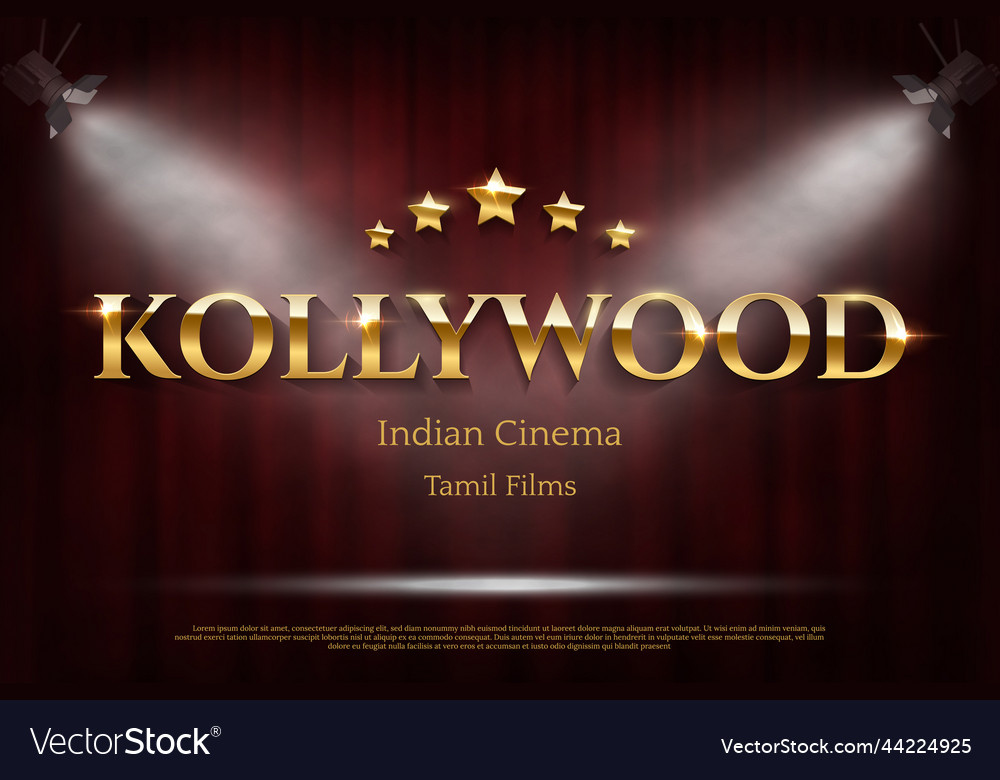 KOLLYWOOD
Indian Cinema
Tamil Films
Lorem ipsum dolor sit amet, consectetuer adipiscing elit, sed diam nonummy nibh euismod tincidunt ut laoreet dolore magna aliquam erat volutpat. Ut wisi enim ad minim veniam, quis
nostrud exerci tation ullamcorper suscipit lobortis nisl ut aliquip ex ea commodo consequat. Duis autem vel eum iriure dolor in hendrerit in vulputate velit esse molestie consequat, vel illum
dolore eu feugiat nulla facilisis at vero eros et accumsan et iusto odio dignissim qui blandit praesent
VectorStock®
VectorStock.com/44224925